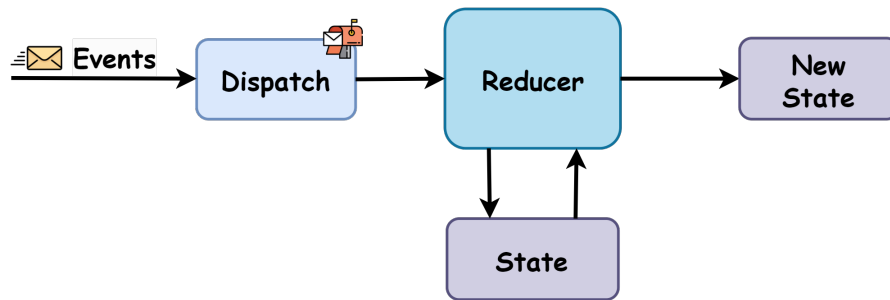 Events
Dispatch
Reducer
New
State
State